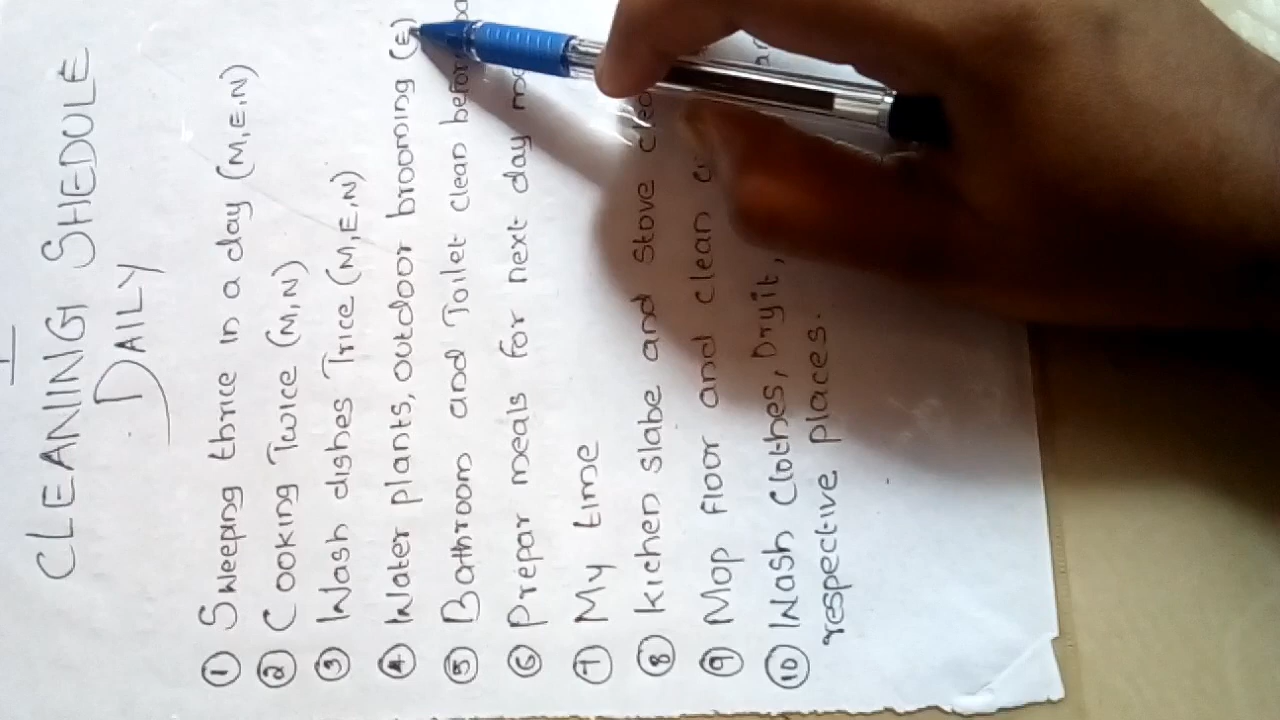 I
CLEANING SHEDULE
DAILY
① Sweeping thrice in a day (M,E,N)
② Cooking Twice (M,N)
③ Wash dishes Trice (M,E,N)
④ Water plants, outdoor brooming (E)
⑤ Bathroom and Toilet clean
⑥ Prepar meals for next day
⑦ My time
⑧ kichen slabe and stove
⑨ Mop floor and clean
⑩ Wash Clothes, Dryit,
respective places.